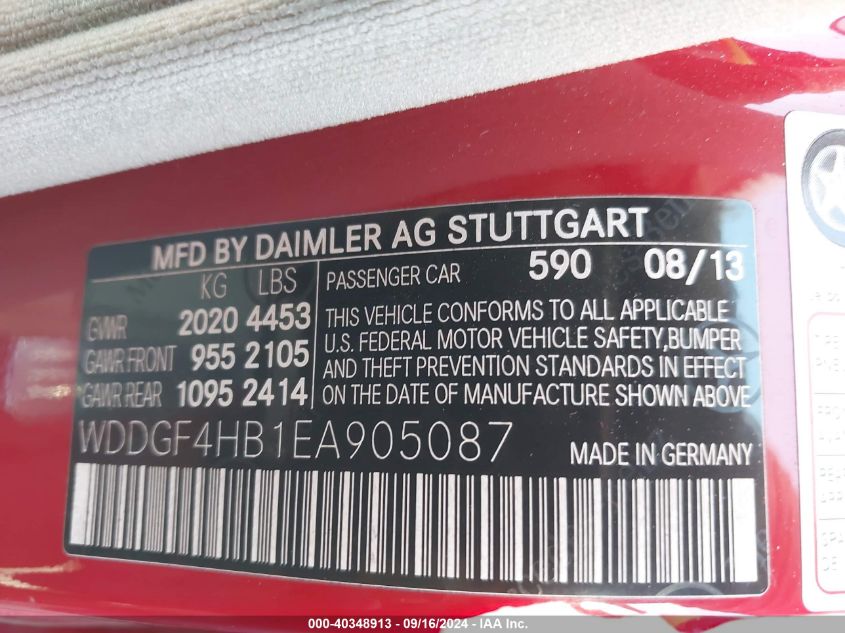 MFD BY DAIMLER AG STUTTGART
KG LBS
GVWR 2020 4453
GAWR FRONT 955 2105
GAWR REAR 1095 2414
PASSENGER CAR 590 08/13
THIS VEHICLE CONFORMS TO ALL APPLICABLE
U.S. FEDERAL MOTOR VEHICLE SAFETY,BUMPER
AND THEFT PREVENTION STANDARDS IN EFFECT
ON THE DATE OF MANUFACTURE SHOWN ABOVE
WDDGF4HB1EA905087
MADE IN GERMANY
000-40348913 - 09/16/2024 - IAA Inc.